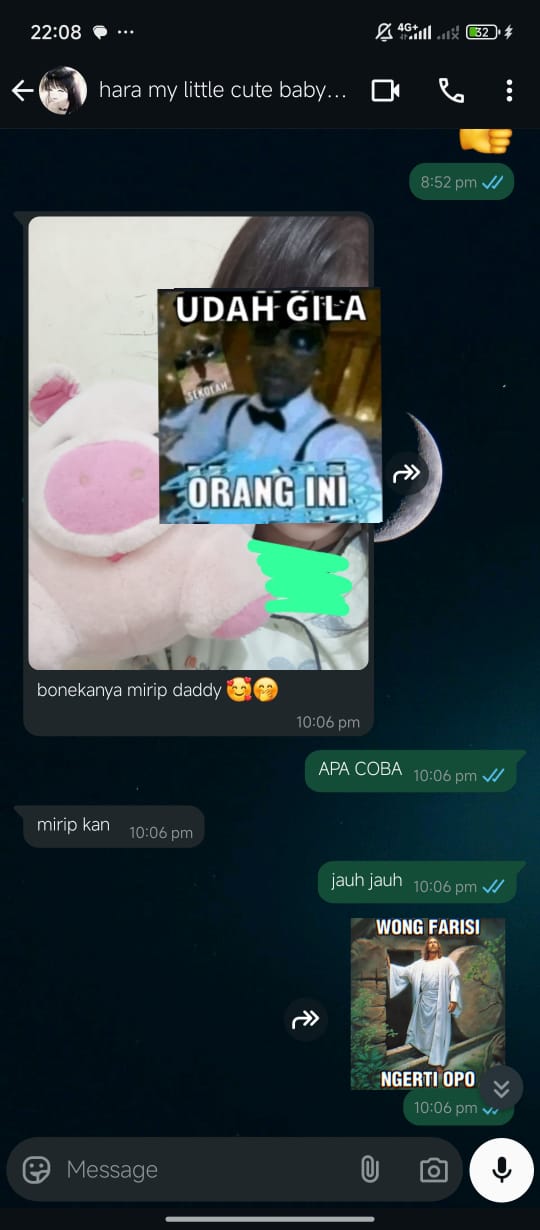 22:08
4G+
32
hara my little cute baby...
8:52 pm
UDAH GILA
SEKOLAH
ORANG INI
bonekanya mirip daddy 🥰🤭
10:06 pm
APA COBA 10:06 pm
mirip kan 10:06 pm
jauh jauh 10:06 pm
WONG FARISI
NGERTI OPO
10:06 pm
Message